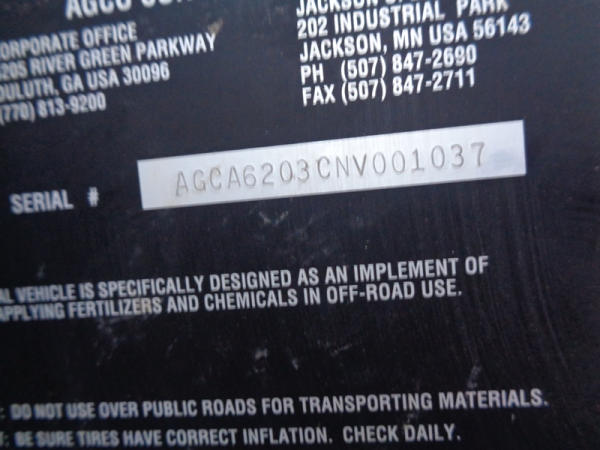 AGCO
JACKSON
202 INDUSTRIAL PARK
JACKSON, MN USA 56143
PH (507) 847-2690
FAX (507) 847-2711
CORPORATE OFFICE
4205 RIVER GREEN PARKWAY
DULUTH, GA USA 30096
(770) 813-9200
SERIAL # AGCA6203CNV001037
VEHICLE IS SPECIFICALLY DESIGNED AS AN IMPLEMENT OF
APPLYING FERTILIZERS AND CHEMICALS IN OFF-ROAD USE.
: DO NOT USE OVER PUBLIC ROADS FOR TRANSPORTING MATERIALS.
: BE SURE TIRES HAVE CORRECT INFLATION. CHECK DAILY.